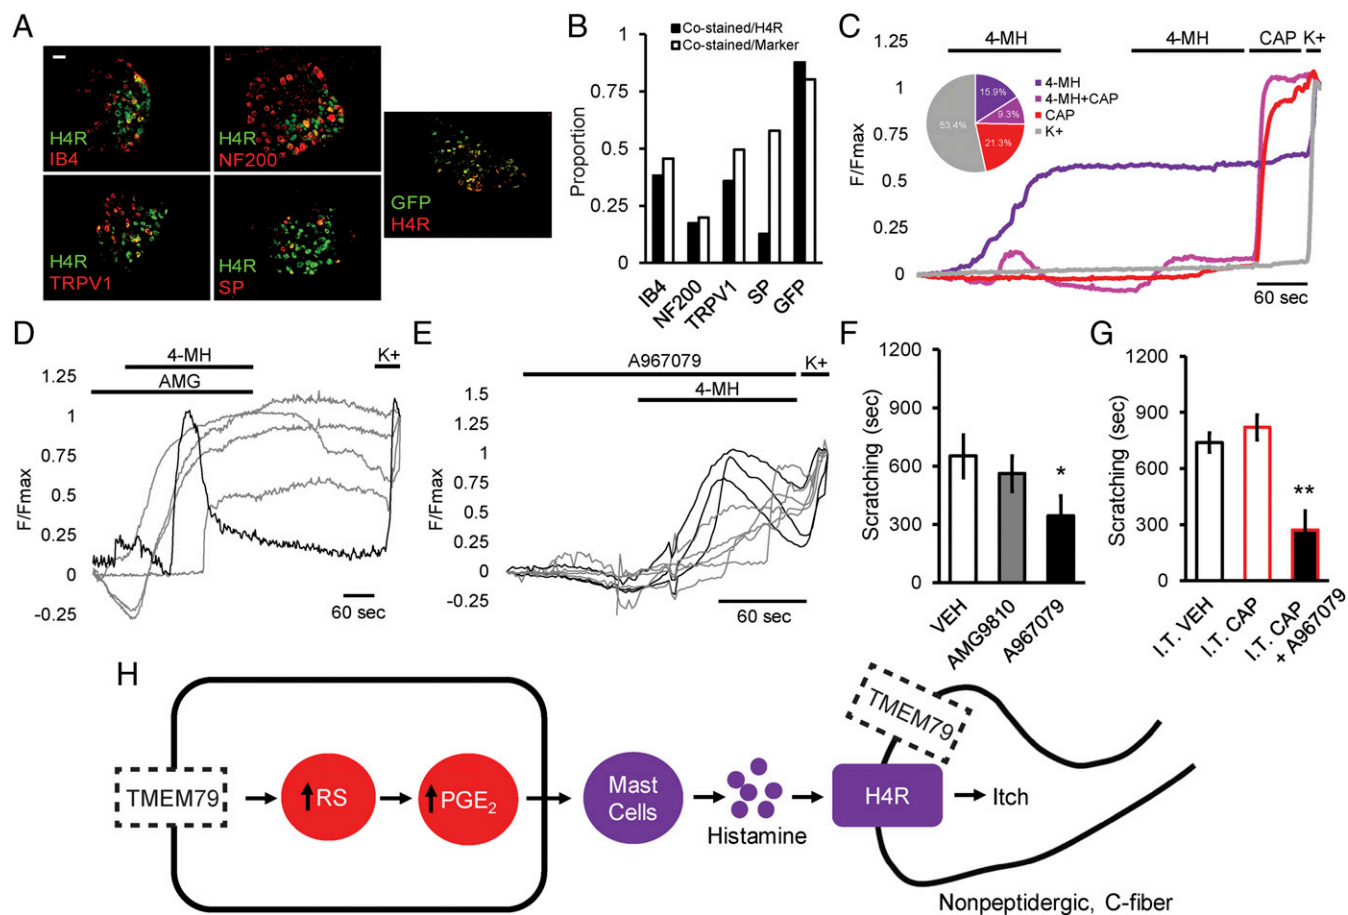 A
H4R
IB4
H4R
NF200
H4R
TRPV1
H4R
SP
GFP
H4R
B
Co-stained/H4R
Co-stained/Marker
Proportion
1
0.75
0.5
0.25
0
IB4
NF200
TRPV1
SP
GFP
C
4-MH
4-MH
CAP
K+
F/Fmax
1.25
1
0.75
0.5
0.25
0
15.9%
9.3%
21.3%
53.4%
4-MH
4-MH+CAP
CAP
K+
60 sec
D
4-MH
AMG
K+
F/Fmax
1.25
1
0.75
0.5
0.25
0
-0.25
60 sec
E
A967079
4-MH
K+
F/Fmax
1.5
1.25
1
0.75
0.5
0.25
0
-0.25
60 sec
F
Scratching (sec)
1200
900
600
300
0
*
VEH
AMG9810
A967079
G
Scratching (sec)
1200
900
600
300
0
**
I.T. VEH
I.T. CAP
I.T. CAP
+ A967079
H
TMEM79
RS
PGE2
Mast
Cells
Histamine
TMEM79
H4R
Itch
Nonpeptidergic, C-fiber